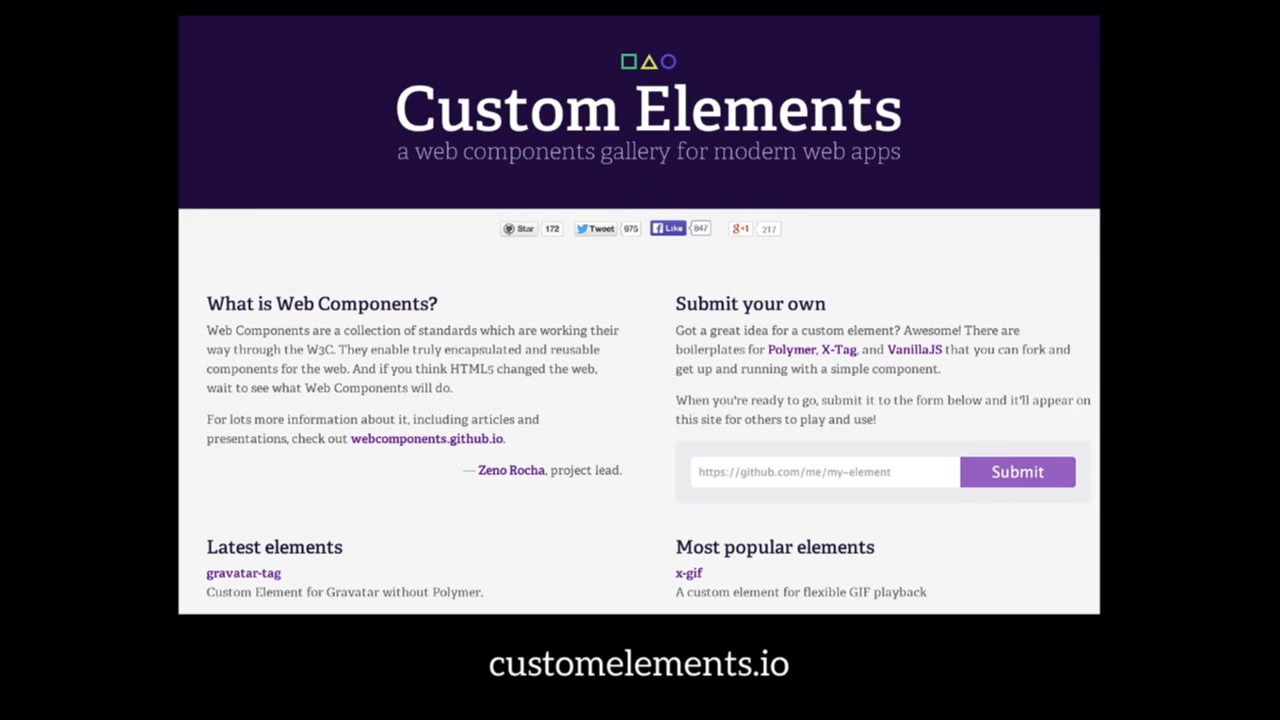 Custom Elements
a web components gallery for modern web apps
Star 172 Tweet 975 Like 847 g+1 217
What is Web Components?
Web Components are a collection of standards which are working their
way through the W3C. They enable truly encapsulated and reusable
components for the web. And if you think HTML5 changed the web,
wait to see what Web Components will do.
For lots more information about it, including articles and
presentations, check out webcomponents.github.io.
— Zeno Rocha, project lead.
Submit your own
Got a great idea for a custom element? Awesome! There are
boilerplates for Polymer, X-Tag, and VanillaJS that you can fork and
get up and running with a simple component.
When you're ready to go, submit it to the form below and it'll appear on
this site for others to play and use!
https://github.com/me/my-element Submit
Latest elements
gravatar-tag
Custom Element for Gravatar without Polymer.
Most popular elements
x-gif
A custom element for flexible GIF playback
customelements.io